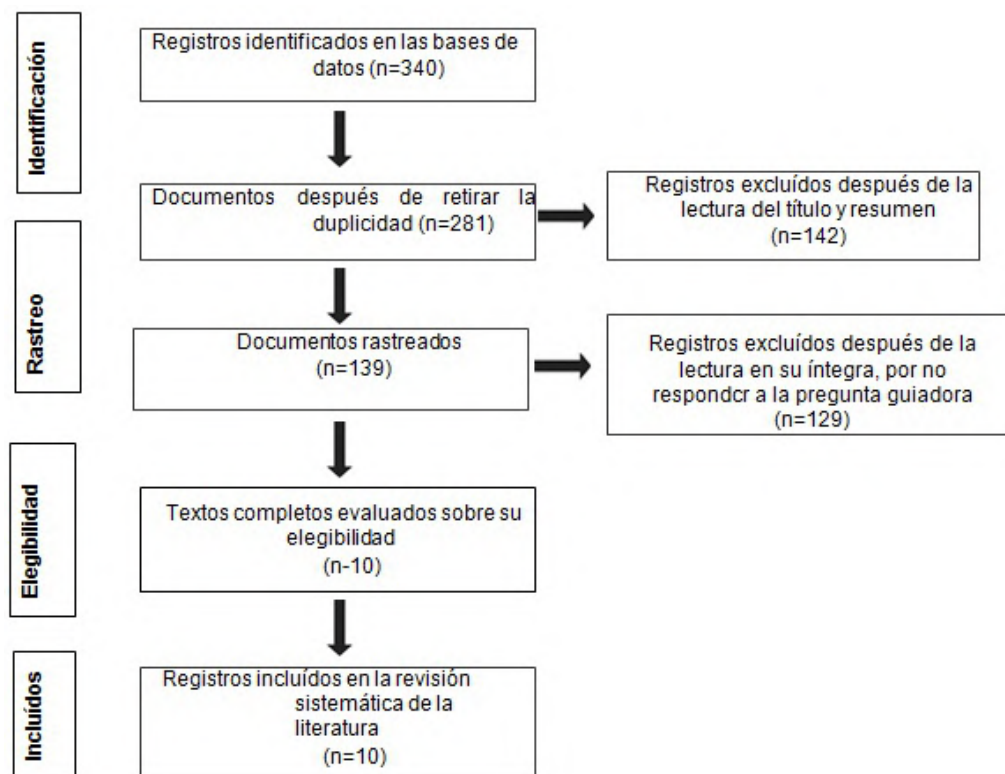 Identificación
Registros identificados en las bases de
datos (n=340)
Documentos después de retirar la
duplicidad (n=281)
Registros excluídos después de la
lectura del título y resumen
(n=142)
Rastreo
Documentos rastreados
(n=139)
Registros excluídos después de la
lectura en su íntegra, por no
respondcr a la pregunta guiadora
(n=129)
Elegibilidad
Textos completos evaluados sobre su
elegibilidad
(n-10)
Incluídos
Registros incluídos en la revisión
sistemática de la
literatura
(n=10)